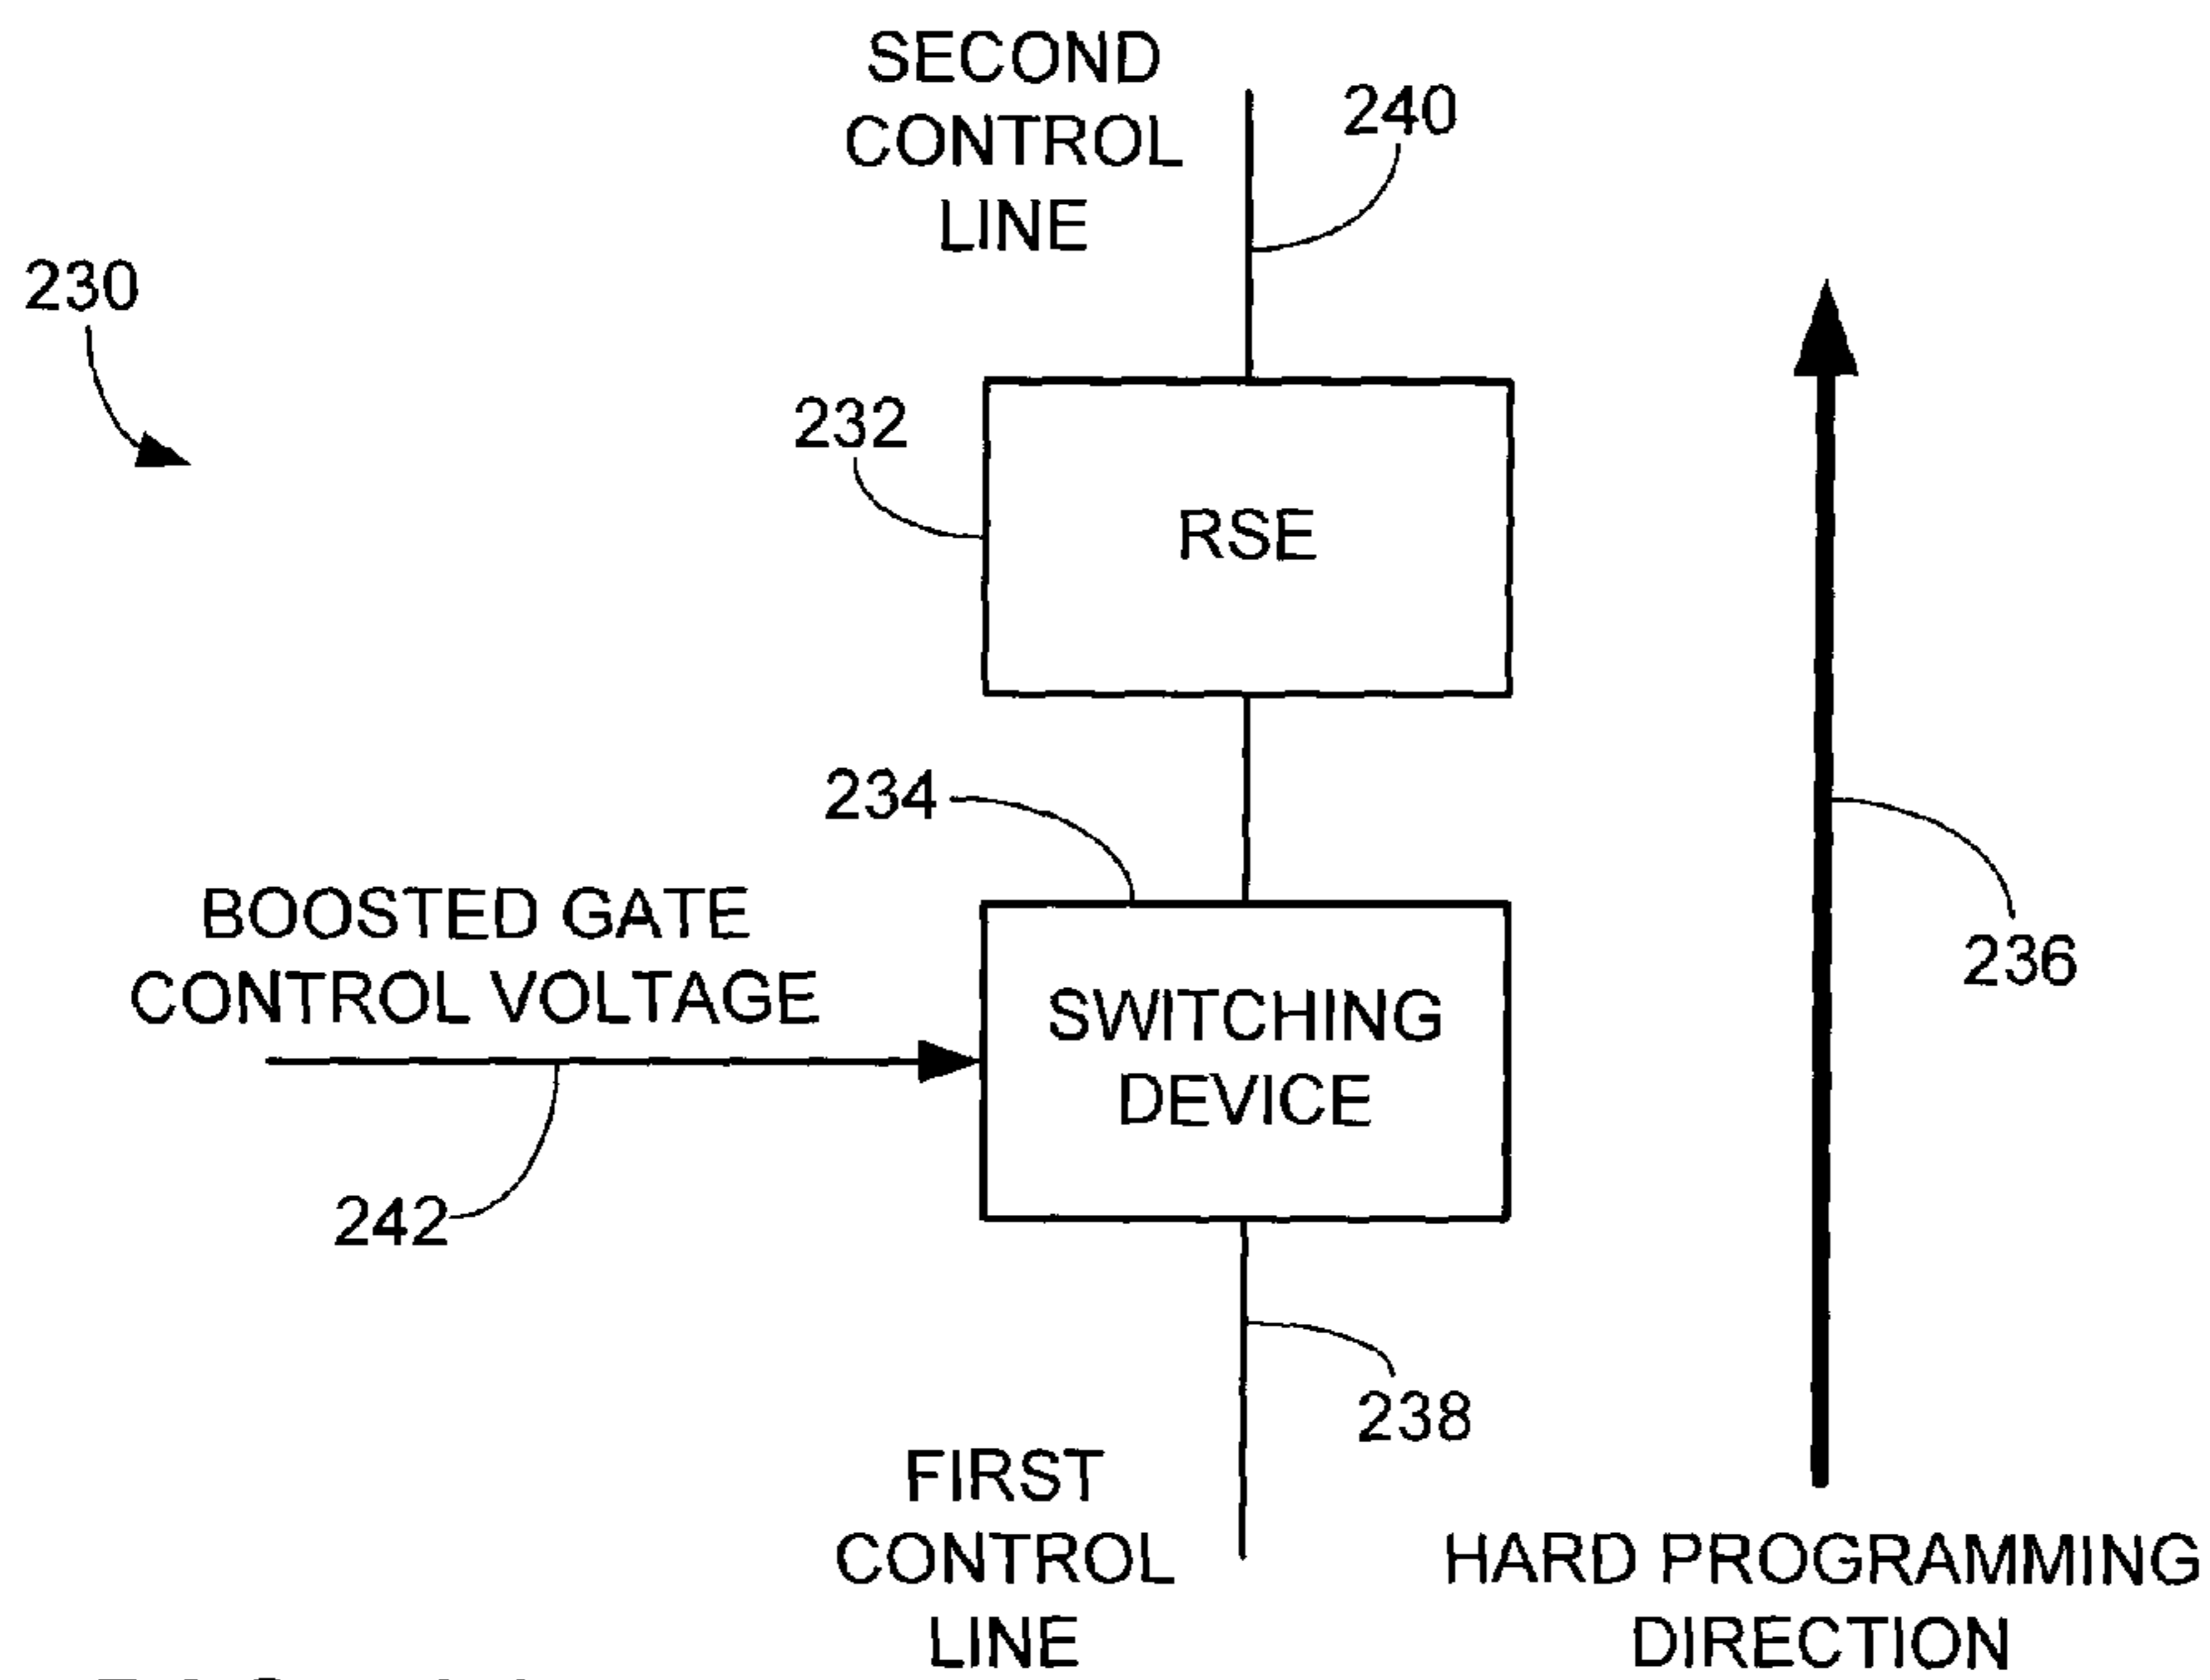 SECOND
CONTROL
LINE
240
230
232
RSE
234
BOOSTED GATE
CONTROL VOLTAGE
SWITCHING
DEVICE
236
242
238
FIRST
CONTROL
LINE
HARD PROGRAMMING
DIRECTION